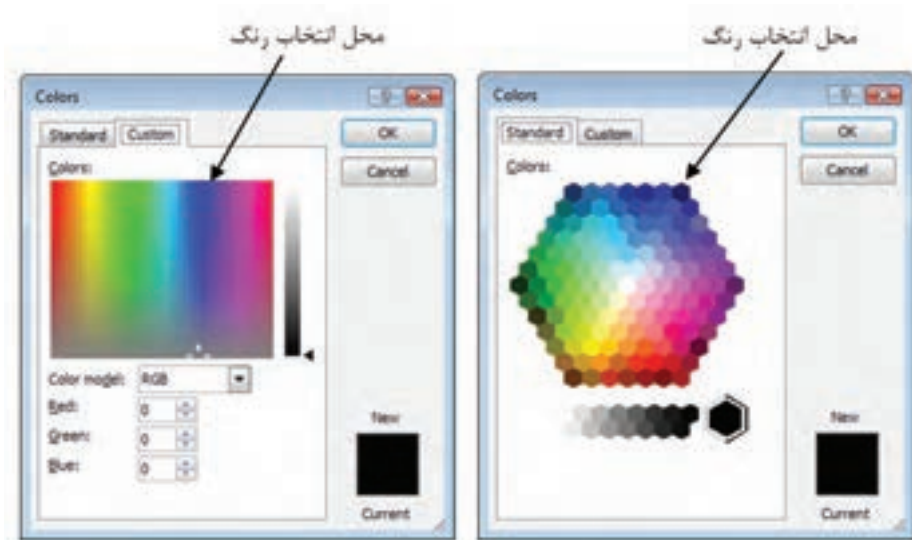 محل انتخاب رنگ
Colors
Standard
Custom
OK
Cancel
Colors:
Color model: RGB
Red: 0
Green: 0
Blue: 0
New
Current
محل انتخاب رنگ
Colors
Standard
Custom
OK
Cancel
Colors:
New
Current